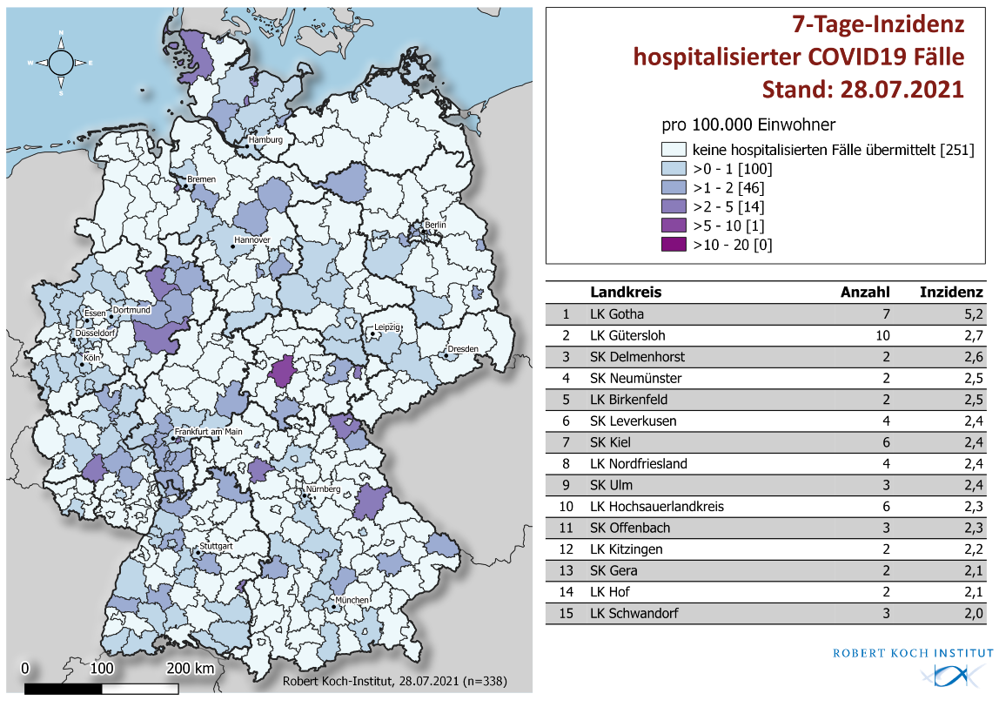 7-Tage-Inzidenz
hospitalisierter COVID19 Fälle
Stand: 28.07.2021
pro 100.000 Einwohner
keine hospitalisierten Fälle übermittelt [251]
>0 - 1 [100]
>1 - 2 [46]
>2 - 5 [14]
>5 - 10 [1]
>10 - 20 [0]
N
W E
S
Hamburg
Bremen
Berlin
Hannover
Essen
Dortmund
Düsseldorf
Köln
Leipzig
Dresden
Frankfurt am Main
Nürnberg
Stuttgart
München
0 100 200 km
Robert Koch-Institut, 28.07.2021 (n=338)
Landkreis Anzahl Inzidenz
1 LK Gotha 7 5,2
2 LK Gütersloh 10 2,7
3 SK Delmenhorst 2 2,6
4 SK Neumünster 2 2,5
5 LK Birkenfeld 2 2,5
6 SK Leverkusen 4 2,4
7 SK Kiel 6 2,4
8 LK Nordfriesland 4 2,4
9 SK Ulm 3 2,4
10 LK Hochsauerlandkreis 6 2,3
11 SK Offenbach 3 2,3
12 LK Kitzingen 2 2,2
13 SK Gera 2 2,1
14 LK Hof 2 2,1
15 LK Schwandorf 3 2,0
ROBERT KOCH INSTITUT